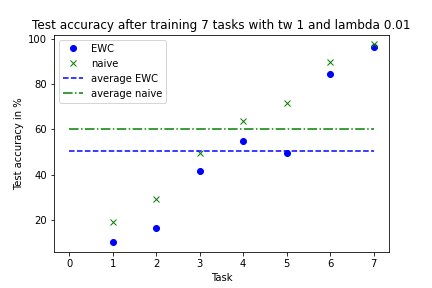 Test accuracy after training 7 tasks with tw 1 and lambda 0.01
100
EWC
naive
average EWC
average naive
80
60
40
20
Test accuracy in %
0 1 2 3 4 5 6 7
Task